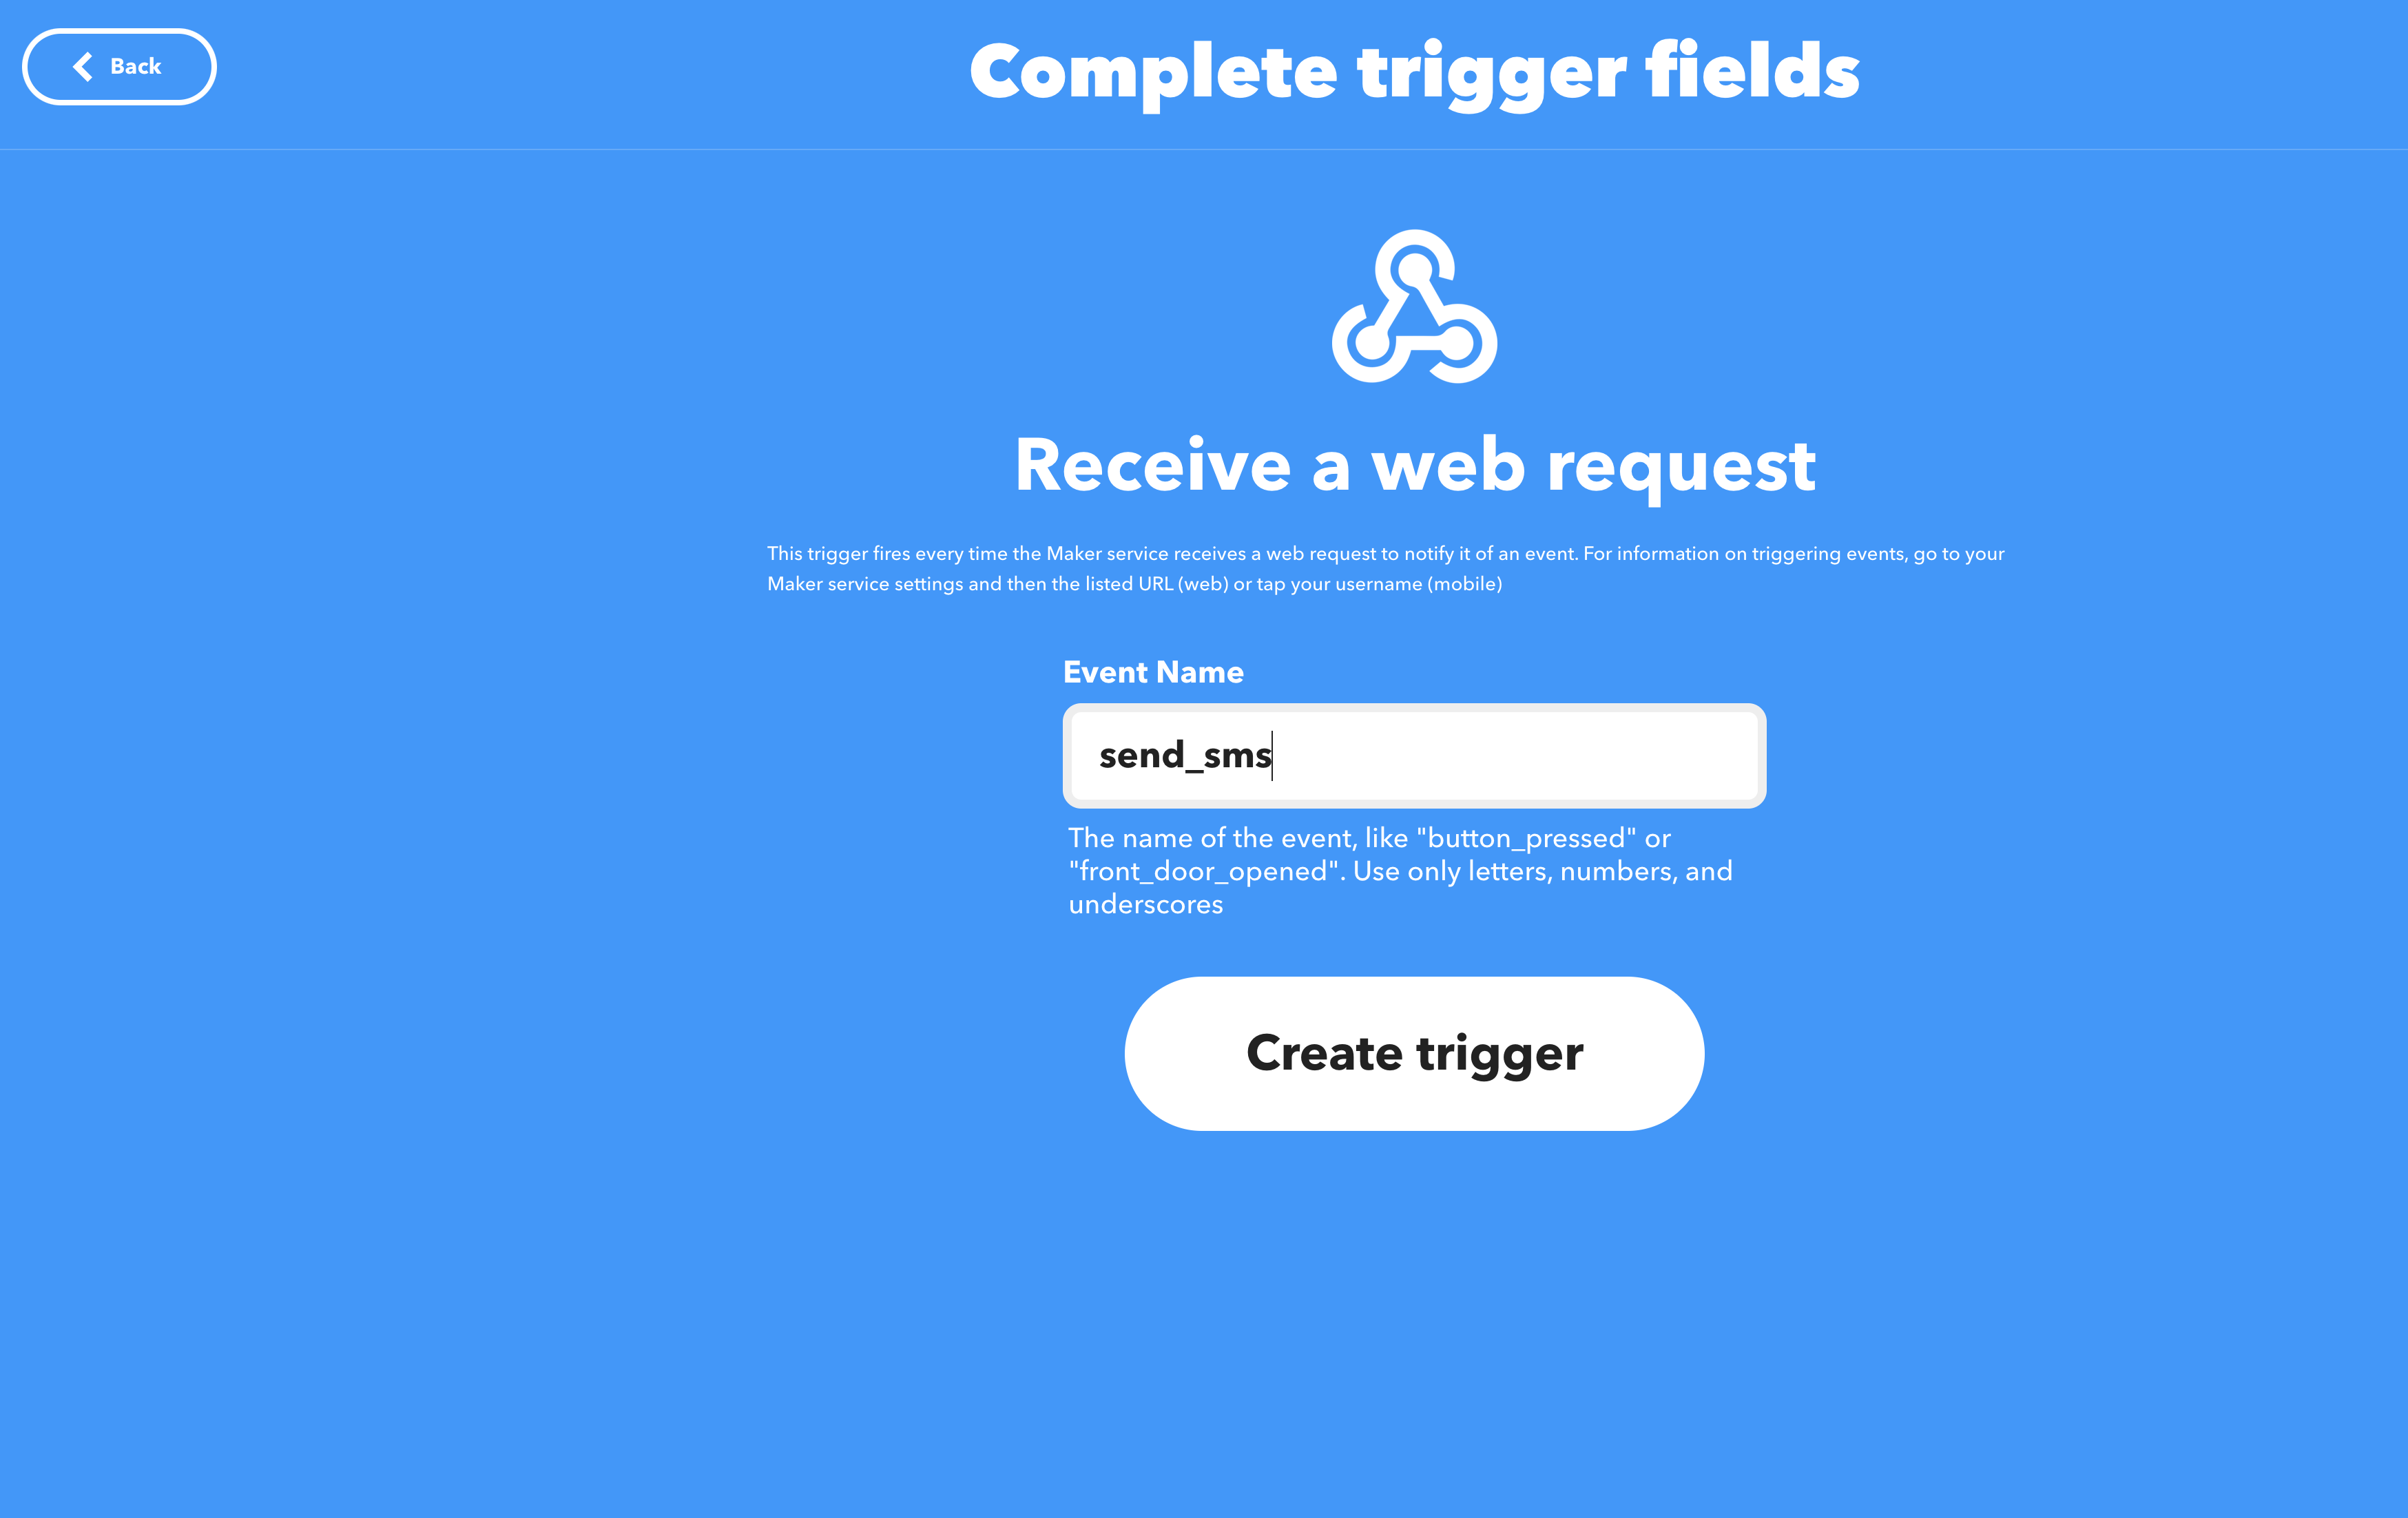 Back
Complete trigger fields
Receive a web request
This trigger fires every time the Maker service receives a web request to notify it of an event. For information on triggering events, go to your
Maker service settings and then the listed URL (web) or tap your username (mobile)
Event Name
send_sms
The name of the event, like "button_pressed" or
"front_door_opened". Use only letters, numbers, and
underscores
Create trigger